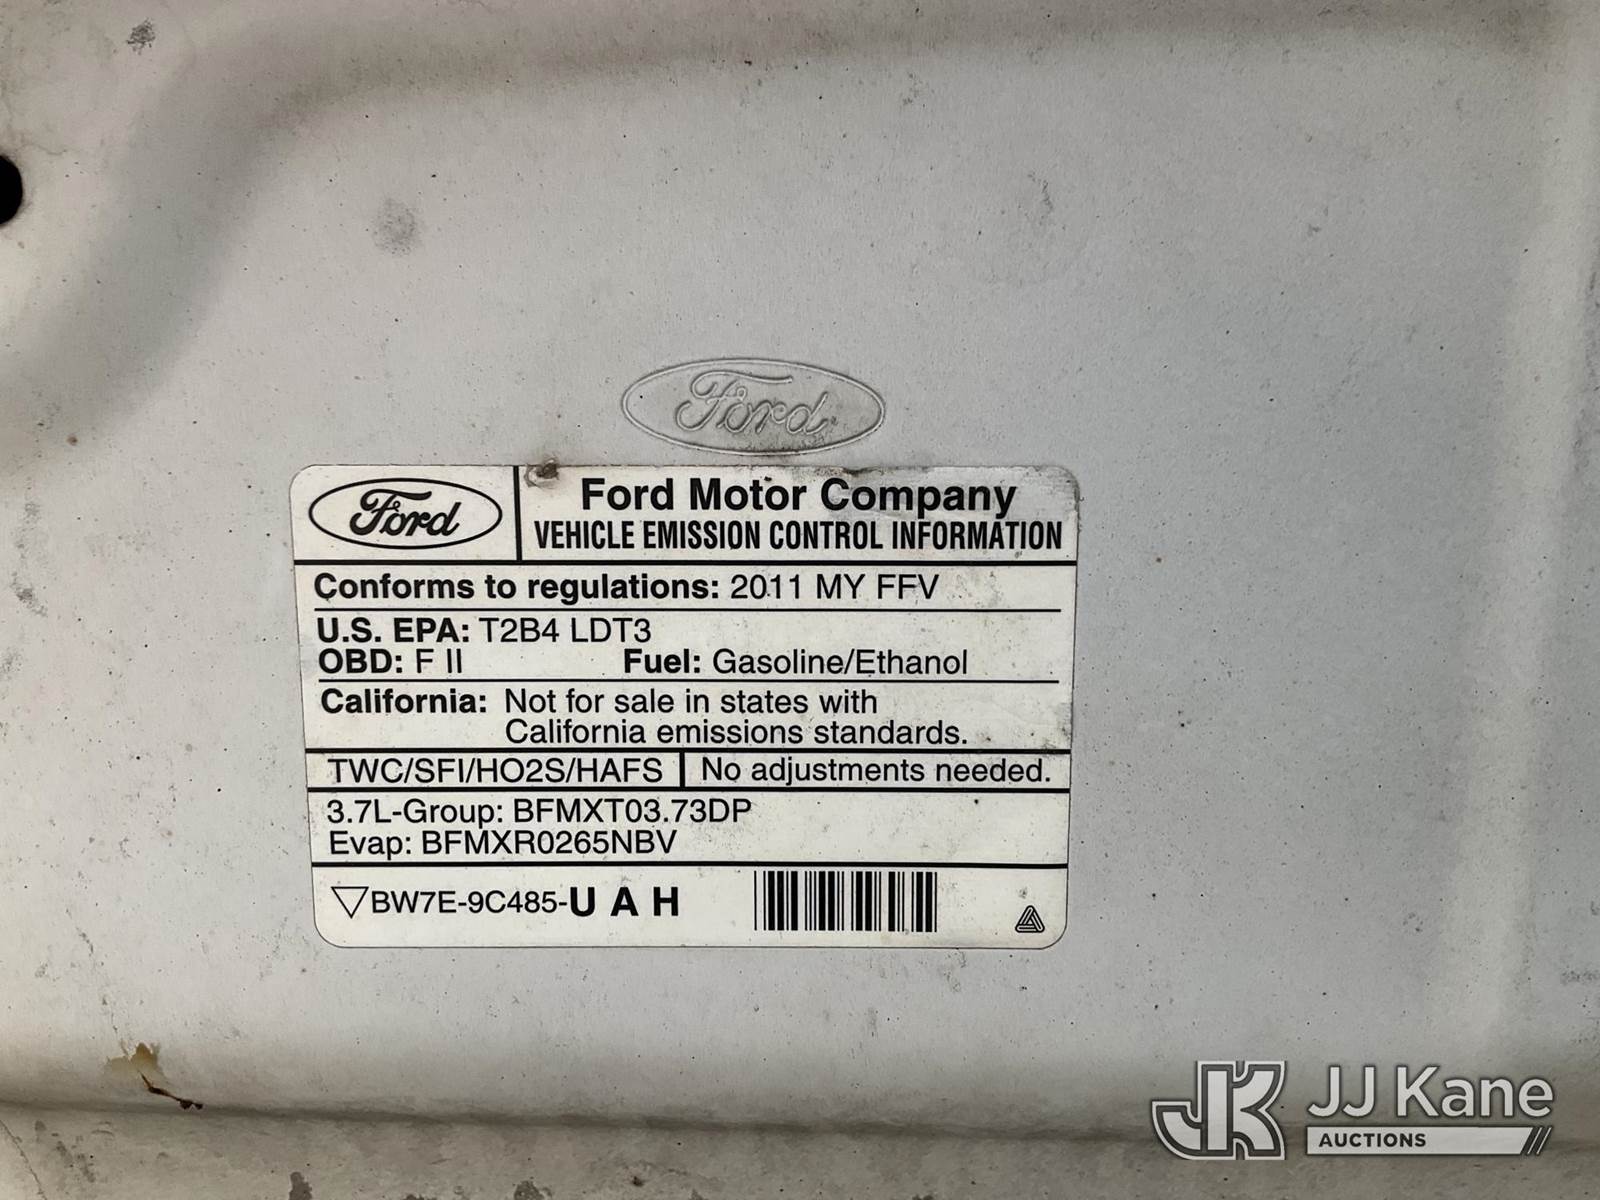 Ford
Ford
Ford Motor Company
VEHICLE EMISSION CONTROL INFORMATION
Conforms to regulations: 2011 MY FFV
U.S. EPA: T2B4 LDT3
OBD: F II Fuel: Gasoline/Ethanol
California: Not for sale in states with
California emissions standards.
TWC/SFI/HO2S/HAFS No adjustments needed.
3.7L-Group: BFMXT03.73DP
Evap: BFMXR0265NBV
BW7E-9C485-U A H
JK JJ Kane
AUCTIONS